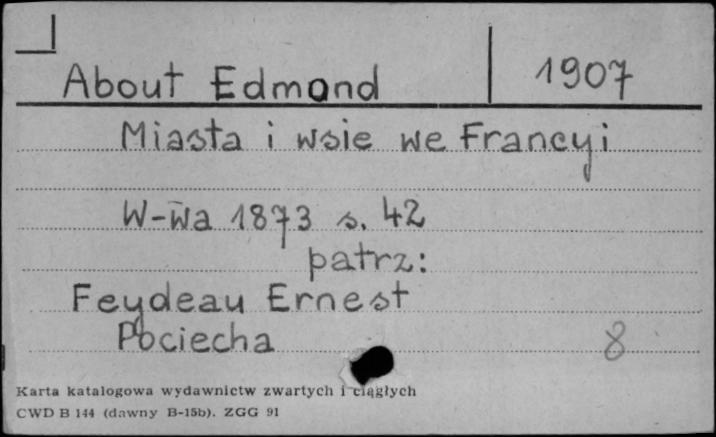 About Edmond 1907
Miasta i wsie we Francyi
W-wa 1873 s. 42
patrz:
Feydeau Ernest
Pociecha 8
Karta katalogowa wydawnictw zwartych i ciągłych
CWD B 144 (dawny B-15b). ZGG 91